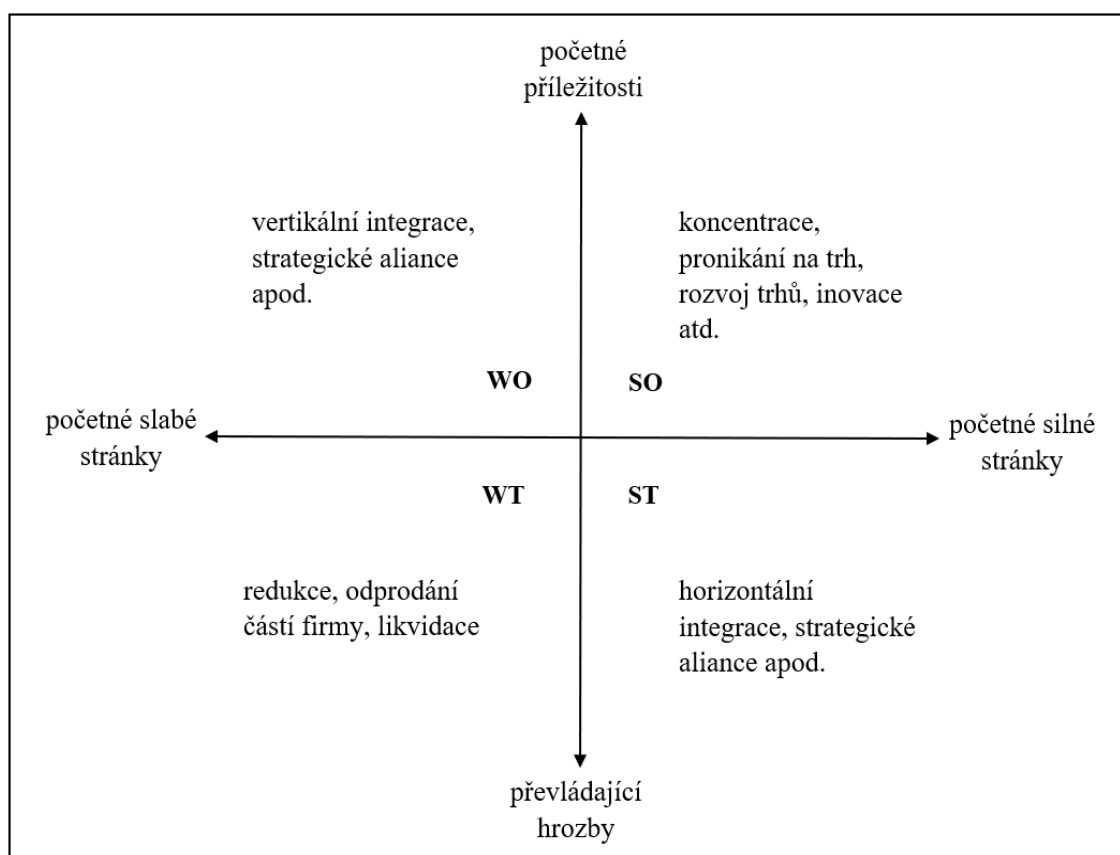 početné
příležitosti
vertikální integrace,
strategické aliance
apod.
koncentrace,
pronikání na trh,
rozvoj trhů, inovace
atd.
WO
SO
početné slabé
stránky
početné silné
stránky
WT
ST
redukce, odprodání
částí firmy, likvidace
horizontální
integrace, strategické
aliance apod.
převládající
hrozby